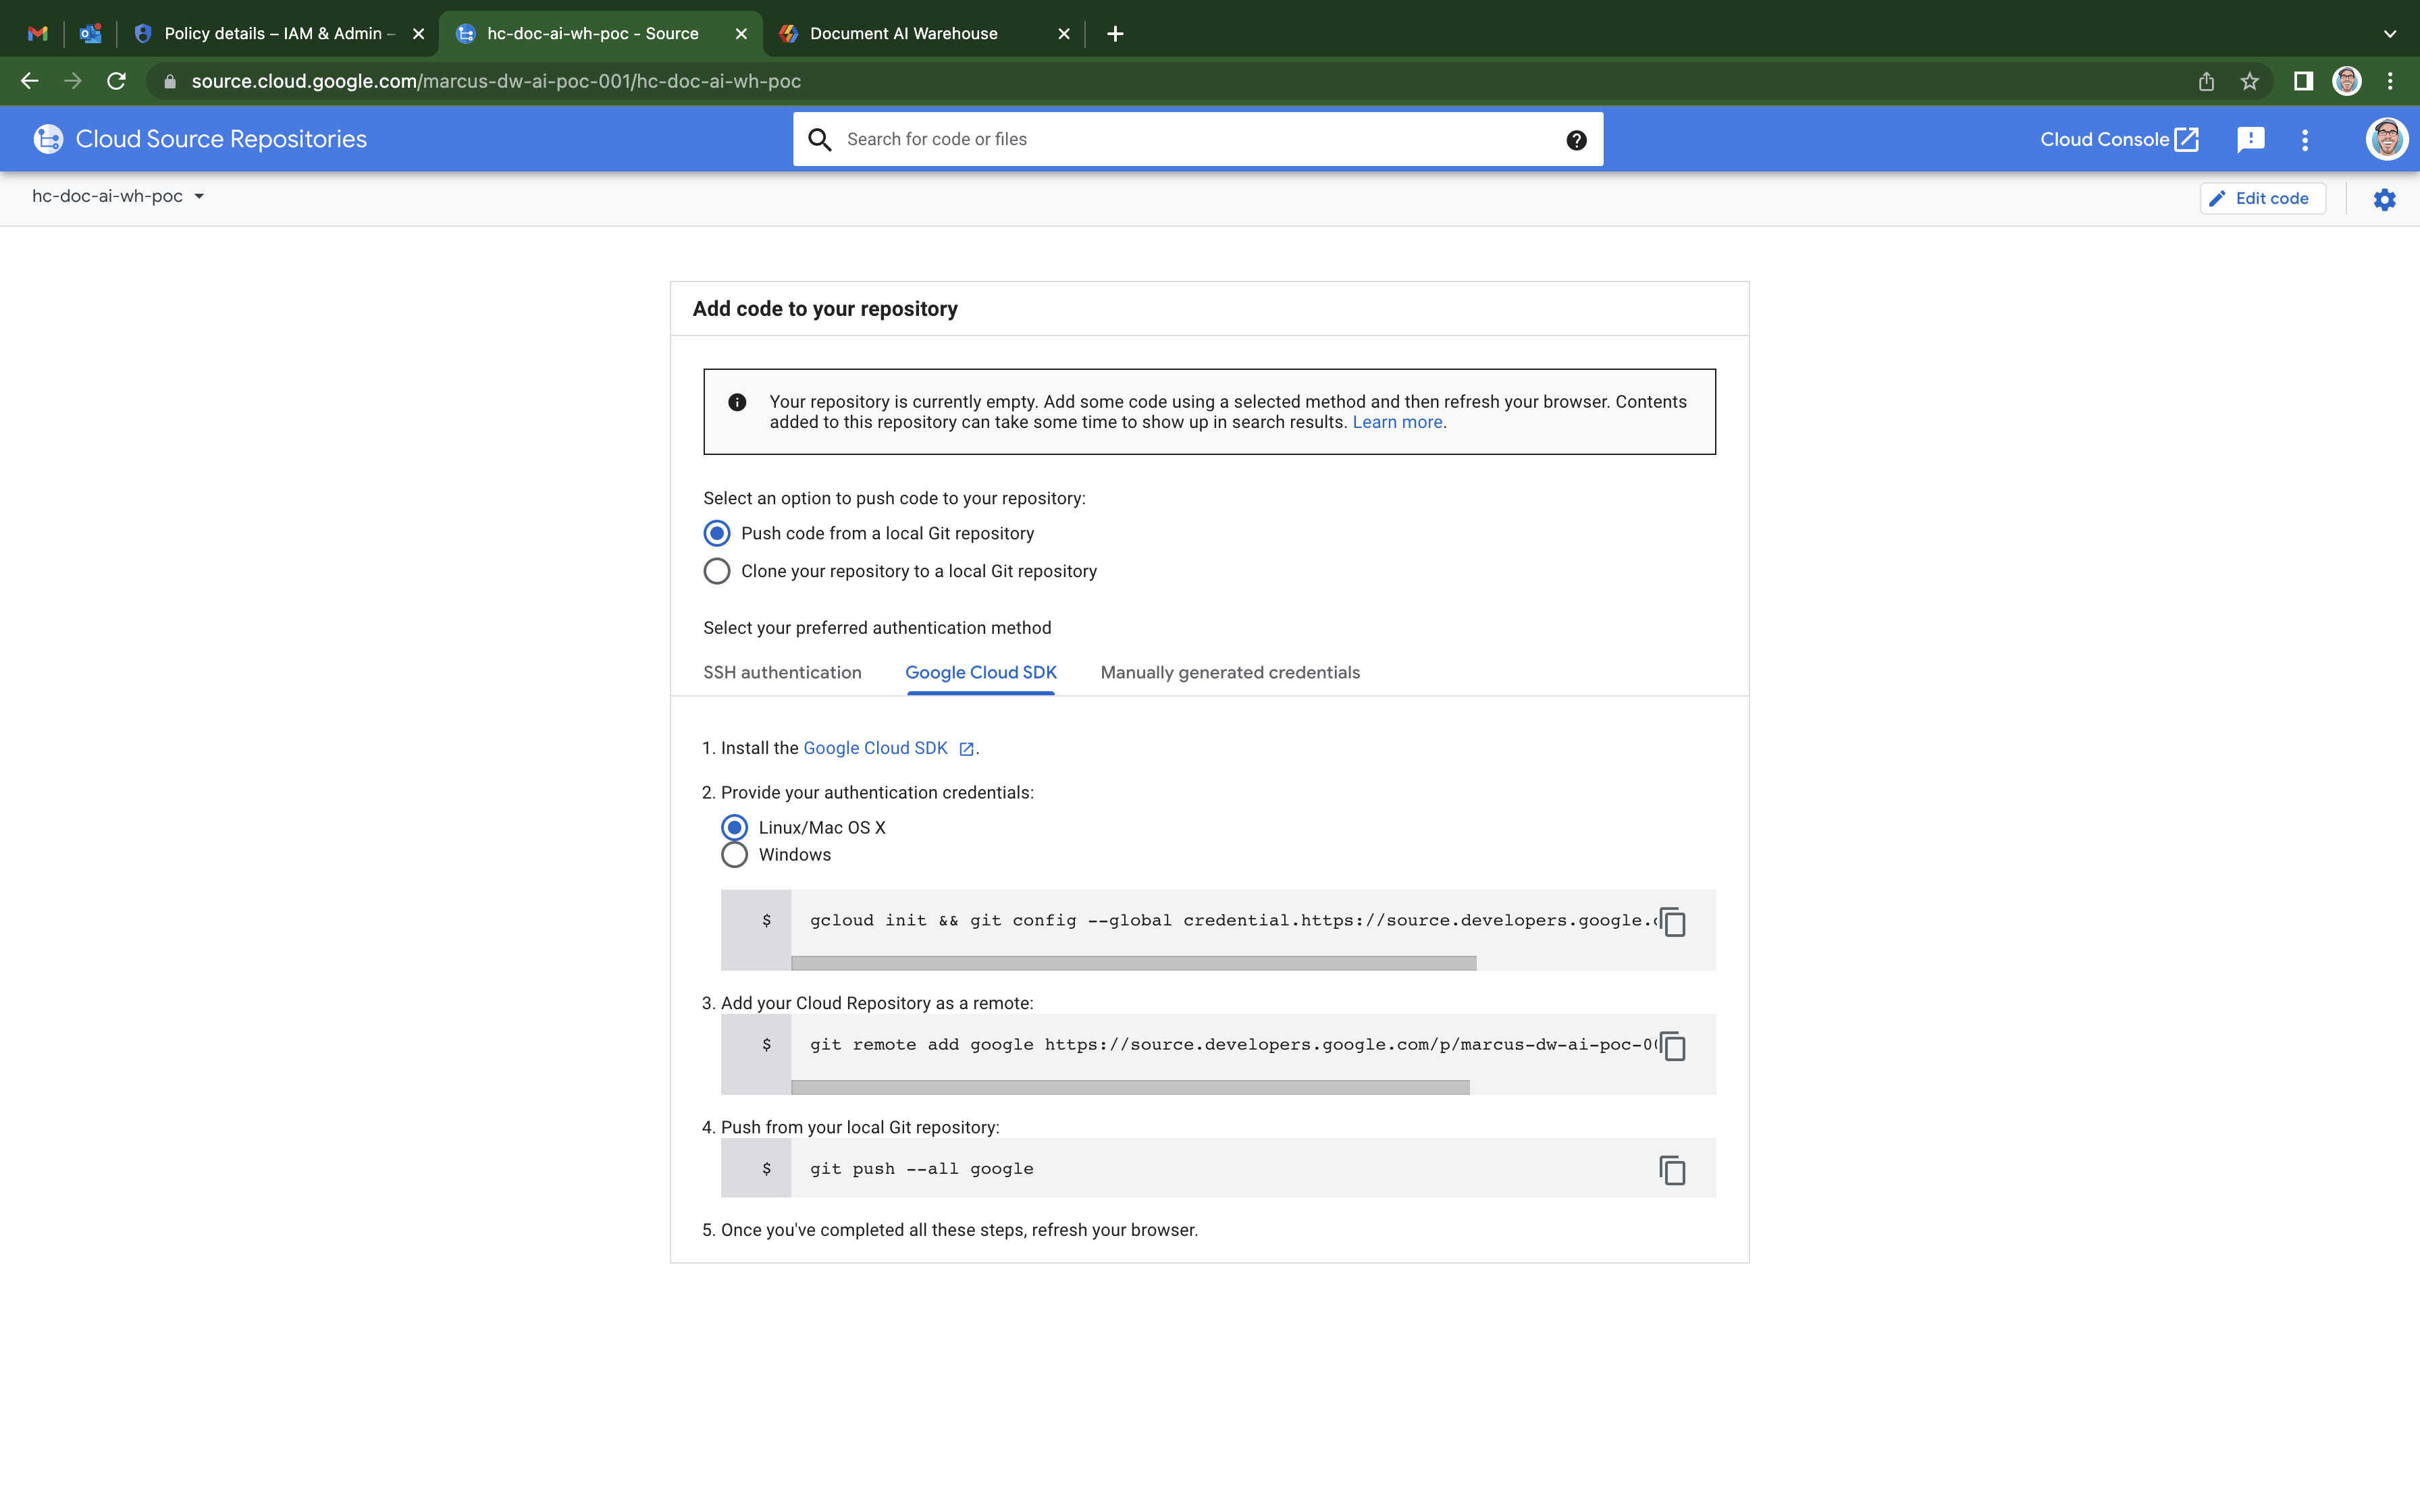 Policy details – IAM & Admin –
hc-doc-ai-wh-poc - Source
Document AI Warehouse
source.cloud.google.com/marcus-dw-ai-poc-001/hc-doc-ai-wh-poc
Cloud Source Repositories
Search for code or files
Cloud Console
hc-doc-ai-wh-poc
Edit code
Add code to your repository
Your repository is currently empty. Add some code using a selected method and then refresh your browser. Contents
added to this repository can take some time to show up in search results. Learn more.
Select an option to push code to your repository:
Push code from a local Git repository
Clone your repository to a local Git repository
Select your preferred authentication method
SSH authentication
Google Cloud SDK
Manually generated credentials
1. Install the Google Cloud SDK .
2. Provide your authentication credentials:
Linux/Mac OS X
Windows
$ gcloud init && git config --global credential.https://source.developers.google.
3. Add your Cloud Repository as a remote:
$ git remote add google https://source.developers.google.com/p/marcus-dw-ai-poc-0
4. Push from your local Git repository:
$ git push --all google
5. Once you've completed all these steps, refresh your browser.